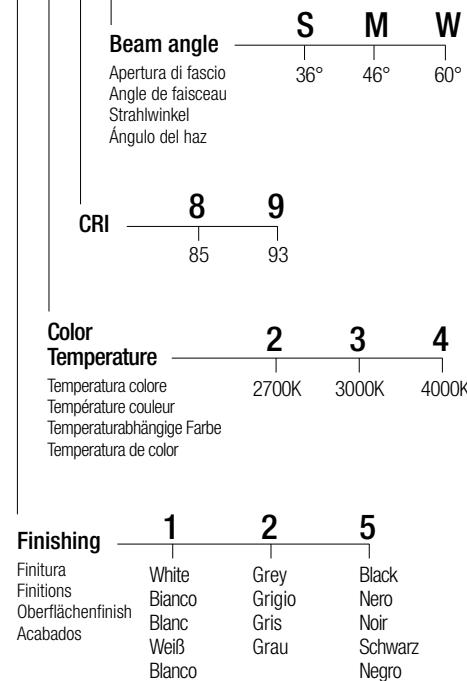 S M W
Beam angle
Apertura di fascio 36° 46° 60°
Angle de faisceau
Strahlwinkel
Ángulo del haz
8 9
CRI
85 93
Color 2 3 4
Temperature
Temperatura colore 2700K 3000K 4000K
Température couleur
Temperaturabhängige Farbe
Temperatura de color
1 2 5
Finishing
Finitura White Grey Black
Finitions Bianco Grigio Nero
Oberflächenfinish Blanc Gris Noir
Acabados Weiß Grau Schwarz
Blanco Negro